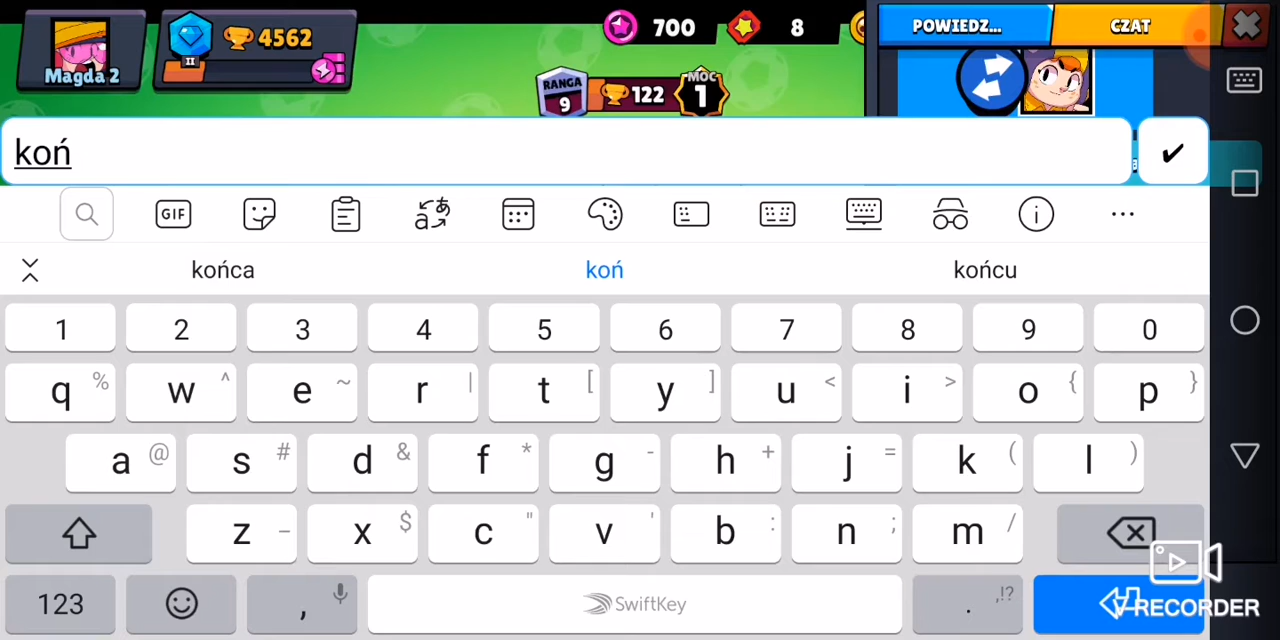 Magda 2
II
4562
700
8
POWIEDZ...
CZAT
RANGA
9
122
MOC
1
koń
GIF
końca
koń
końcu
1 2 3 4 5 6 7 8 9 0
q % w ^ e ~ r | t [ y ] u < i > o { p }
a @ s # d & f * g - h + j = k ( l )
z _ x $ c " v ' b : n ; m /
123 , SwiftKey . ,!?
V RECORDER